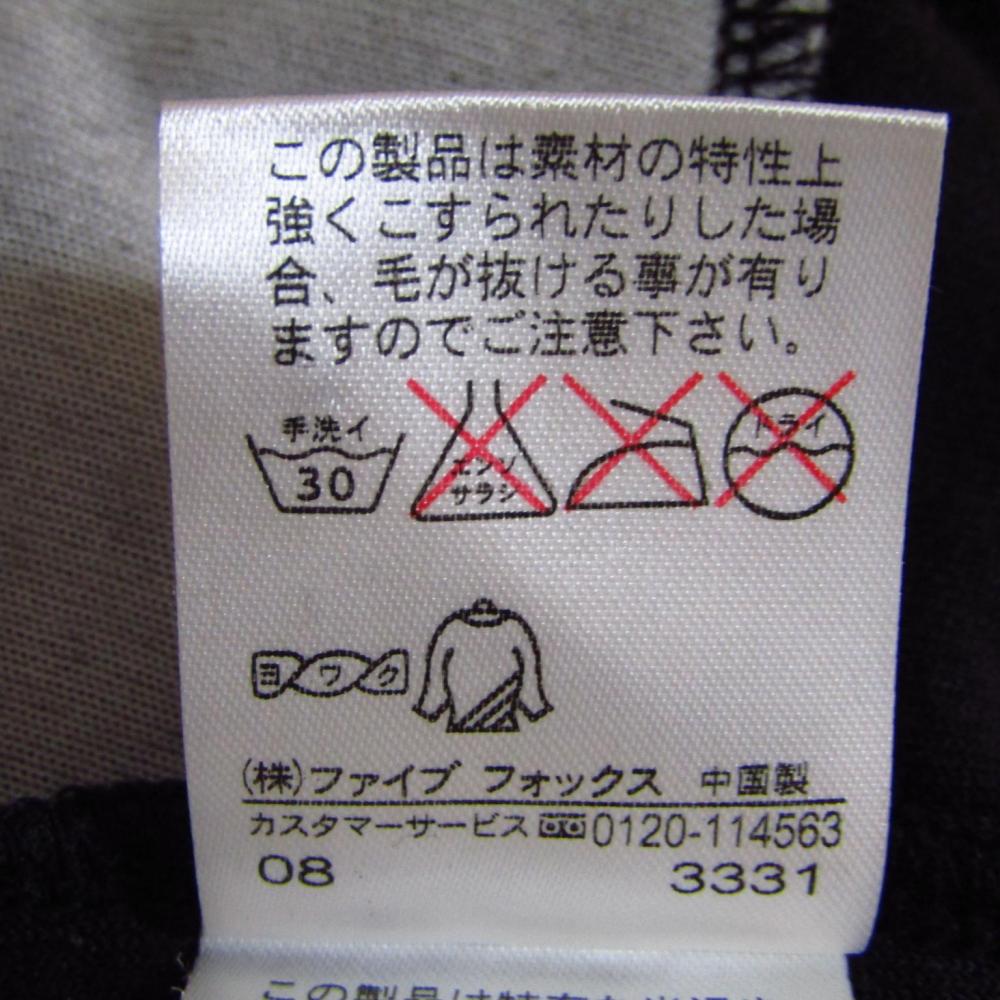 この製品は素材の特性上
強くこすられたりした場
合、毛が抜ける事が有り
ますのでご注意下さい。
手洗イ
30
エンソ
サラシ
ドライ
ヨワク
(株)ファイブ フォックス 中国製
カスタマーサービス 0120-114563
08 3331